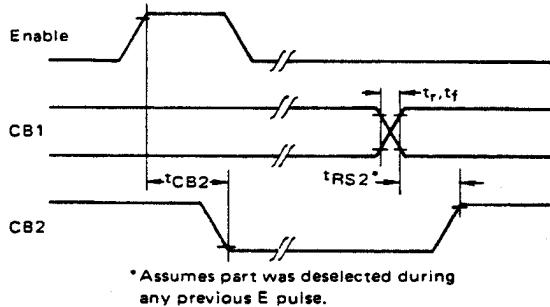 Enable
tr, tf
CB1
tCB2
tRS2*
CB2
*Assumes part was deselected during
any previous E pulse.